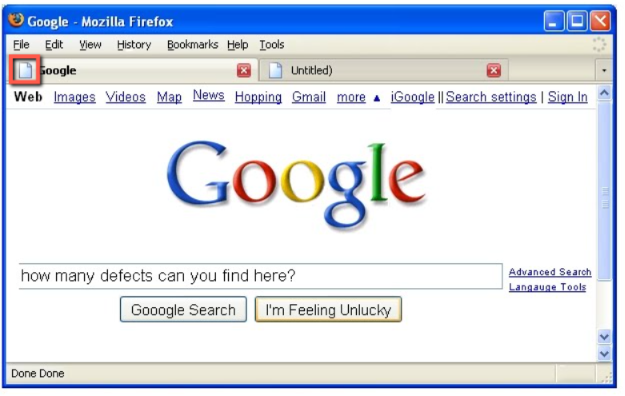 Google - Mozilla Firefox
File Edit View History Bookmarks Help Tools
Google Untitled)
Web Images Videos Map News Hopping Gmail more ▲ iGoogle || Search settings | Sign In
Google
how many defects can you find here?
Advanced Search
Langauge Tools
Gooogle Search I'm Feeling Unlucky
Done Done